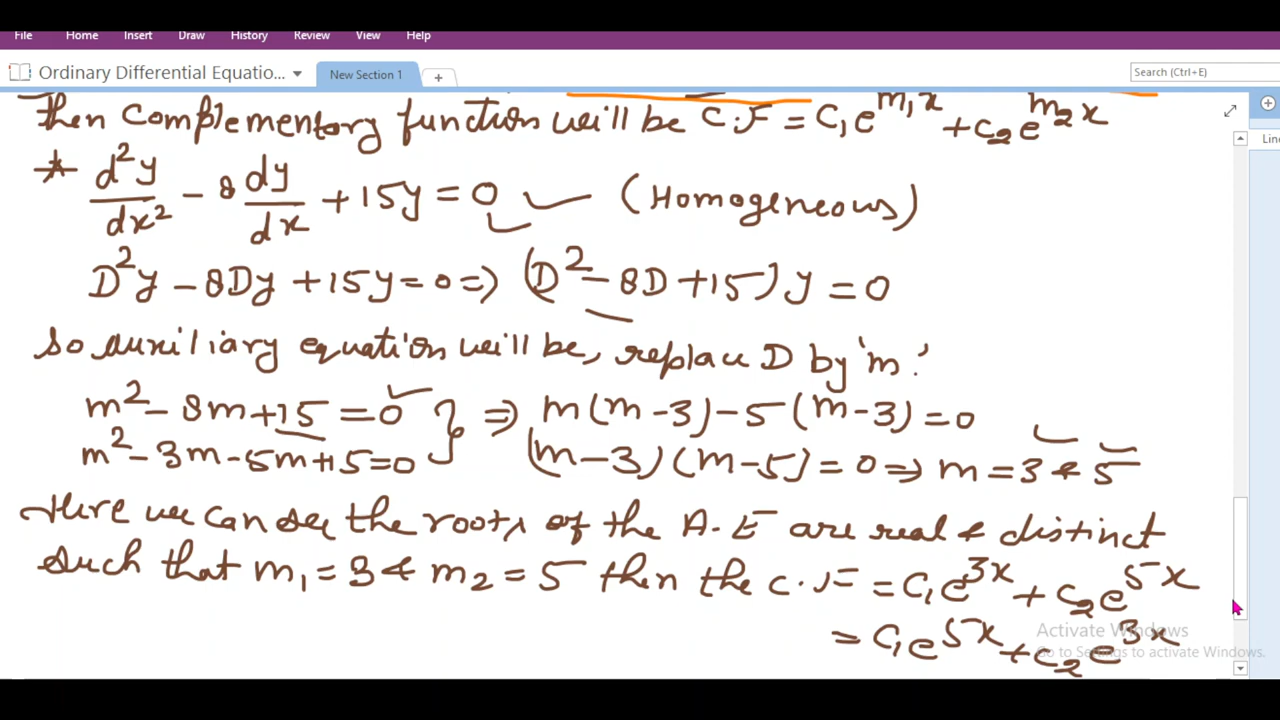 File Home Insert Draw History Review View Help
Ordinary Differential Equatio... New Section 1 + Search (Ctrl+E)
Then Complementary function will be C.F = C₁e^{m₁x} + C₂e^{m₂x}
* d²y/dx² - 8 dy/dx + 15y = 0 ✓ (Homogeneous)
D²y - 8Dy + 15y = 0 => (D² - 8D + 15) y = 0
So auxiliary equation will be, replace D by 'm'
m² - 8m + 15 = 0 } => m(m - 3) - 5(m - 3) = 0
m² - 3m - 5m + 15 = 0 (m - 3)(m - 5) = 0 => m = 3 & 5
Here we can see the roots of the A.E are real & distinct
such that m₁ = 3 & m₂ = 5 then the C.F = C₁e^{3x} + C₂e^{5x}
= C₁e^{5x} + C₂e^{3x}
Activate Windows
Go to Settings to activate Windows.
Line